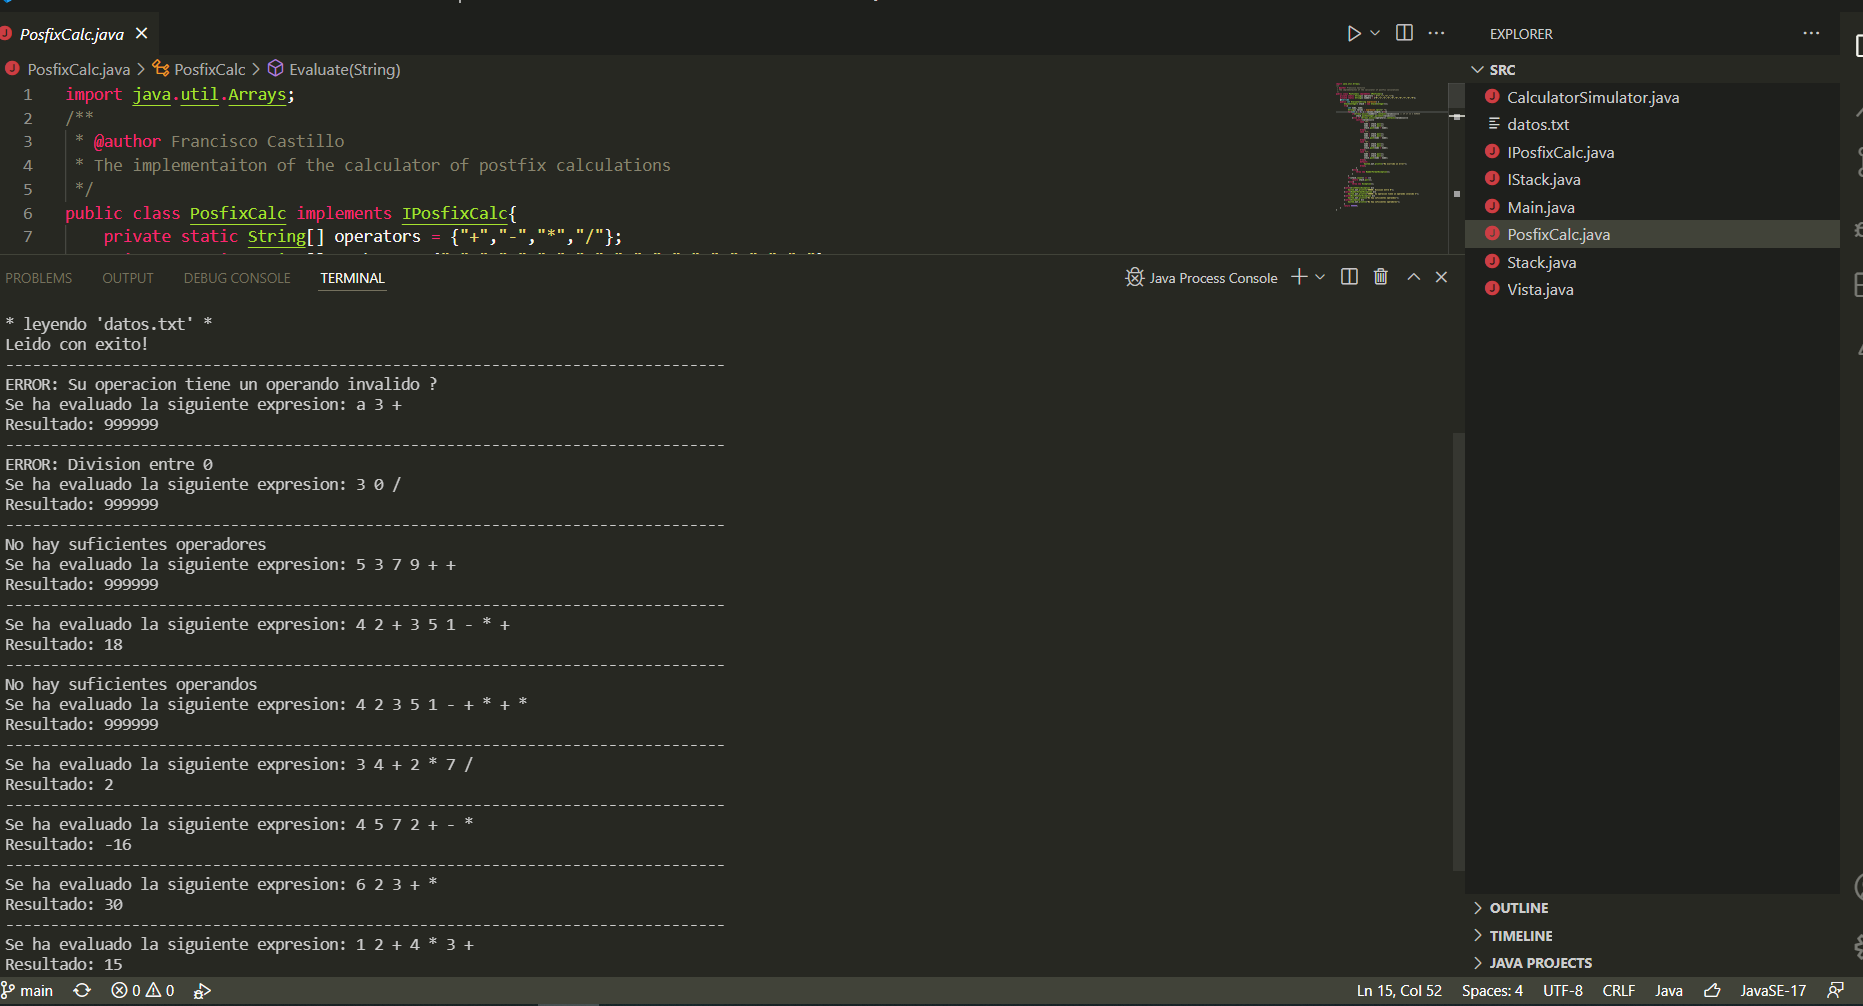 PosfixCalc.java
PosfixCalc.java > PosfixCalc > Evaluate(String)
1 import java.util.Arrays;
2 /**
3 * @author Francisco Castillo
4 * The implementaiton of the calculator of postfix calculations
5 */
6 public class PosfixCalc implements IPosfixCalc{
7 private static String[] operators = {"+","-","*","/"};
PROBLEMS OUTPUT DEBUG CONSOLE TERMINAL
Java Process Console
* leyendo 'datos.txt' *
Leido con exito!
--------------------------------------------------------------------------------
ERROR: Su operacion tiene un operando invalido ?
Se ha evaluado la siguiente expresion: a 3 +
Resultado: 999999
--------------------------------------------------------------------------------
ERROR: Division entre 0
Se ha evaluado la siguiente expresion: 3 0 /
Resultado: 999999
--------------------------------------------------------------------------------
No hay suficientes operadores
Se ha evaluado la siguiente expresion: 5 3 7 9 + +
Resultado: 999999
--------------------------------------------------------------------------------
Se ha evaluado la siguiente expresion: 4 2 + 3 5 1 - * +
Resultado: 18
--------------------------------------------------------------------------------
No hay suficientes operandos
Se ha evaluado la siguiente expresion: 4 2 3 5 1 - + * + *
Resultado: 999999
--------------------------------------------------------------------------------
Se ha evaluado la siguiente expresion: 3 4 + 2 * 7 /
Resultado: 2
--------------------------------------------------------------------------------
Se ha evaluado la siguiente expresion: 4 5 7 2 + - *
Resultado: -16
--------------------------------------------------------------------------------
Se ha evaluado la siguiente expresion: 6 2 3 + *
Resultado: 30
--------------------------------------------------------------------------------
Se ha evaluado la siguiente expresion: 1 2 + 4 * 3 +
Resultado: 15
EXPLORER
SRC
CalculatorSimulator.java
datos.txt
IPosfixCalc.java
IStack.java
Main.java
PosfixCalc.java
Stack.java
Vista.java
OUTLINE
TIMELINE
JAVA PROJECTS
main 0 0 Ln 15, Col 52 Spaces: 4 UTF-8 CRLF Java JavaSE-17